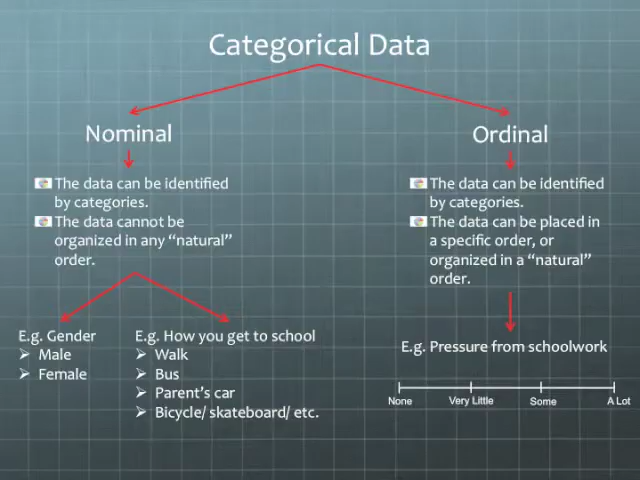 Categorical Data
Nominal
The data can be identified
by categories.
The data cannot be
organized in any “natural”
order.
E.g. Gender
Male
Female
E.g. How you get to school
Walk
Bus
Parent’s car
Bicycle/ skateboard/ etc.
Ordinal
The data can be identified
by categories.
The data can be placed in
a specific order, or
organized in a “natural”
order.
E.g. Pressure from schoolwork
None Very Little Some A Lot